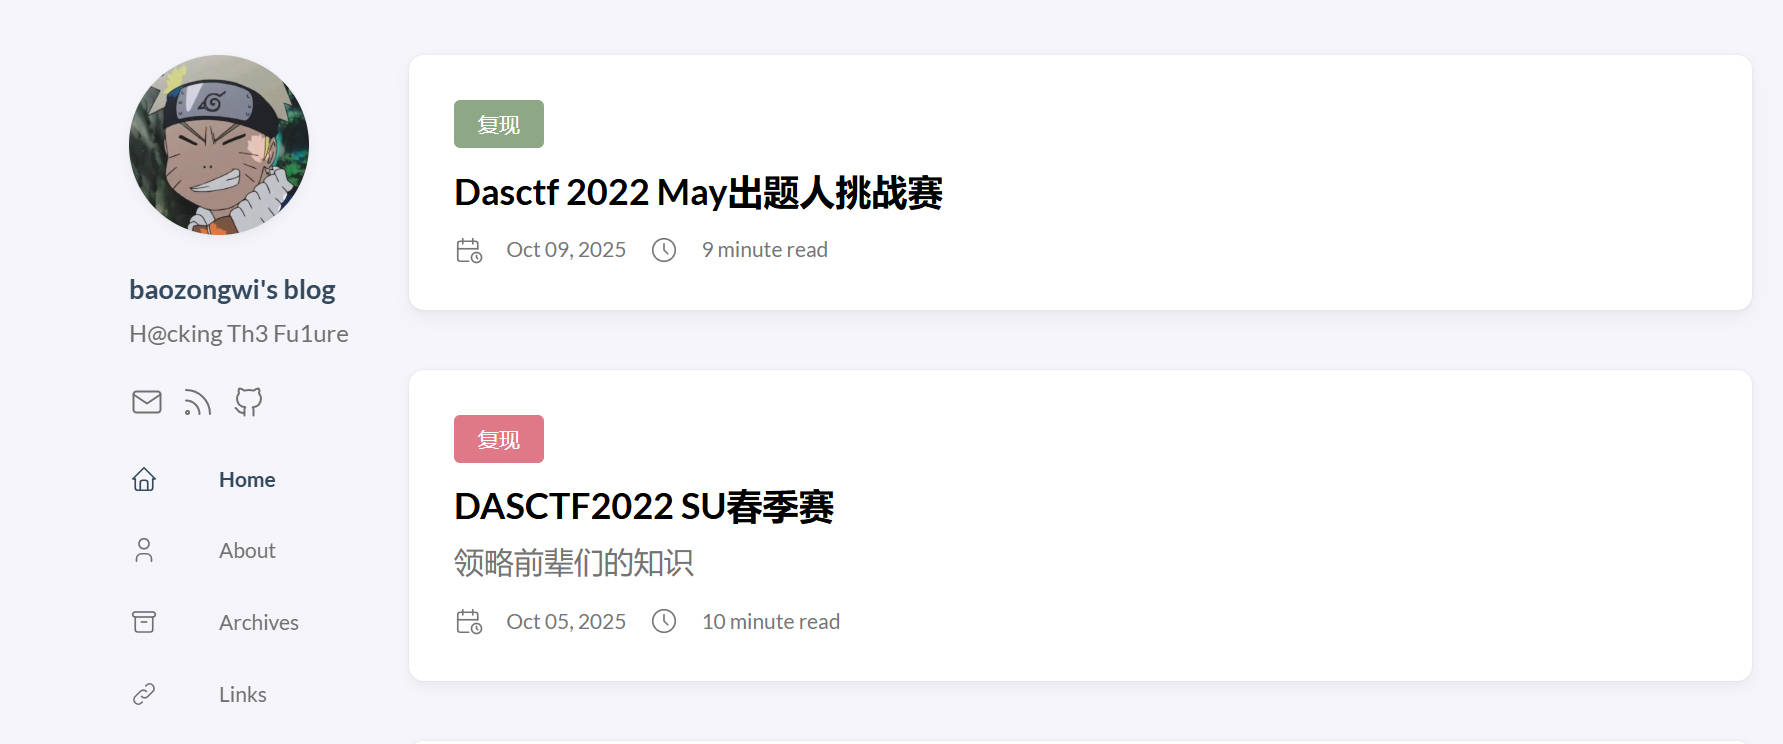 baozongwi's blog
H@cking Th3 Fu1ure
Home
About
Archives
Links
复现
Dasctf 2022 May出题人挑战赛
Oct 09, 2025 9 minute read
复现
DASCTF2022 SU春季赛
领略前辈们的知识
Oct 05, 2025 10 minute read